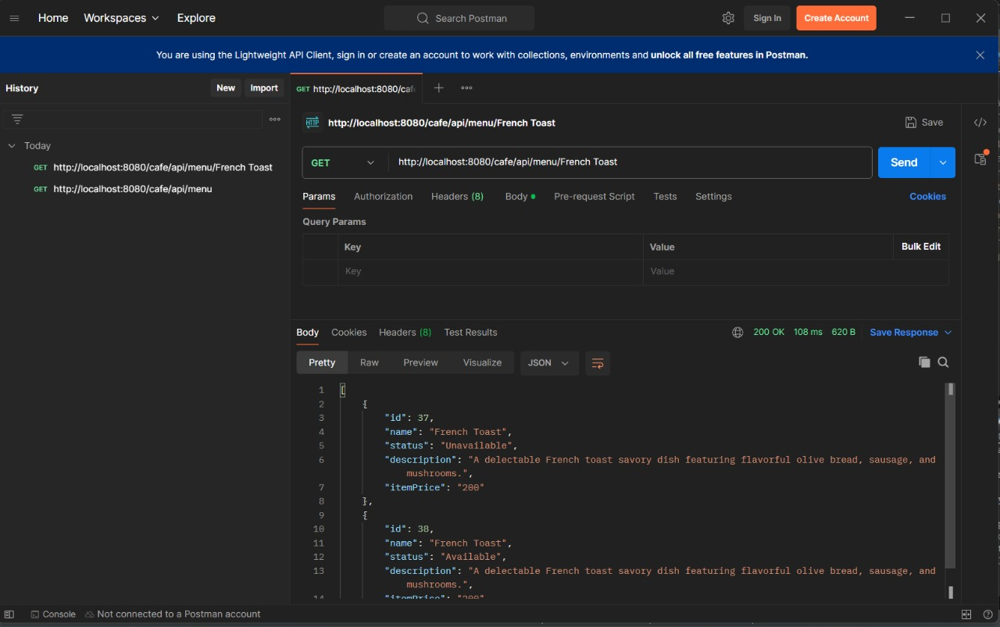 Home Workspaces Explore Search Postman Sign In Create Account
You are using the Lightweight API Client, sign in or create an account to work with collections, environments and unlock all free features in Postman.
History New Import
Today
GET http://localhost:8080/cafe/api/menu/French Toast
GET http://localhost:8080/cafe/api/menu
GET http://localhost:8080/caf
HTTP http://localhost:8080/cafe/api/menu/French Toast Save
GET http://localhost:8080/cafe/api/menu/French Toast Send
Params Authorization Headers (8) Body Pre-request Script Tests Settings Cookies
Query Params
Key Value Bulk Edit
Key Value
Body Cookies Headers (8) Test Results 200 OK 108 ms 620 B Save Response
Pretty Raw Preview Visualize JSON
1 [
2 {
3 "id": 37,
4 "name": "French Toast",
5 "status": "Unavailable",
6 "description": "A delectable French toast savory dish featuring flavorful olive bread, sausage, and
mushrooms.",
7 "itemPrice": "200"
8 },
9 {
10 "id": 38,
11 "name": "French Toast",
12 "status": "Available",
13 "description": "A delectable French toast savory dish featuring flavorful olive bread, sausage, and
mushrooms.",
14 "itemPrice": "200"
Console Not connected to a Postman account